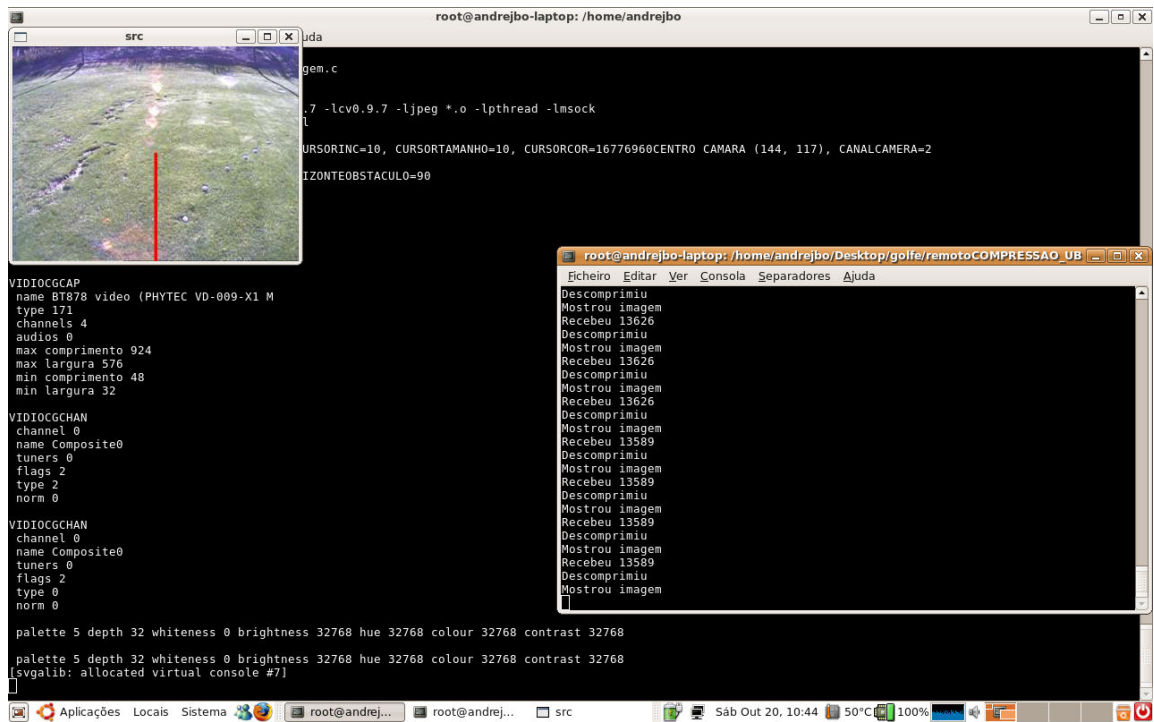 root@andrejbo-laptop: /home/andrejbo
src
uda
gem.c
.7 -lcv0.9.7 -ljpeg *.o -lpthread -lmsock
l
URSORINC=10, CURSORTAMANHO=10, CURSORCOR=16776960CENTRO CAMARA (144, 117), CANALCAMERA=2
IZONTEOBSTACULO=90
VIDIOCGCAP
name BT878 video (PHYTEC VD-009-X1 M
type 171
channels 4
audios 0
max comprimento 924
max largura 576
min comprimento 48
min largura 32
VIDIOCGCHAN
channel 0
name Composite0
tuners 0
flags 2
type 2
norm 0
VIDIOCGCHAN
channel 0
name Composite0
tuners 0
flags 2
type 0
norm 0
palette 5 depth 32 whiteness 0 brightness 32768 hue 32768 colour 32768 contrast 32768
palette 5 depth 32 whiteness 0 brightness 32768 hue 32768 colour 32768 contrast 32768
[svgalib: allocated virtual console #7]
root@andrejbo-laptop: /home/andrejbo/Desktop/golfe/remotoCOMPRESSAO_UB
Ficheiro Editar Ver Consola Separadores Ajuda
Descomprimiu
Mostrou imagem
Recebeu 13626
Descomprimiu
Mostrou imagem
Recebeu 13626
Descomprimiu
Mostrou imagem
Recebeu 13626
Descomprimiu
Mostrou imagem
Recebeu 13589
Descomprimiu
Mostrou imagem
Recebeu 13589
Descomprimiu
Mostrou imagem
Recebeu 13589
Descomprimiu
Mostrou imagem
Recebeu 13589
Descomprimiu
Mostrou imagem
Aplicações Locais Sistema root@andrej... root@andrej... src Sáb Out 20, 10:44 50°C 100%